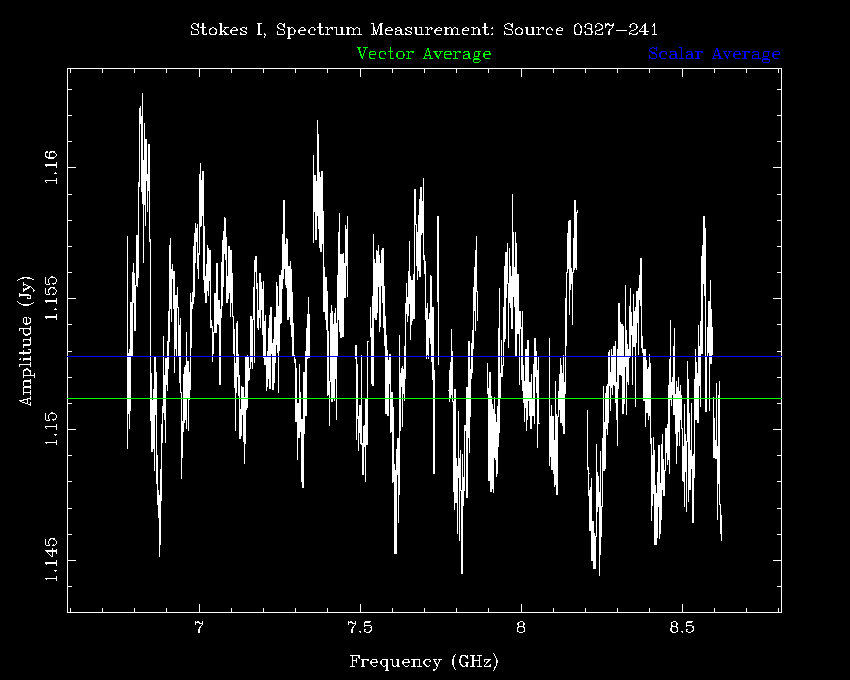 Stokes I, Spectrum Measurement: Source 0327-241
Vector Average
Scalar Average
1.16
1.155
1.15
1.145
Amplitude (Jy)
7
7.5
8
8.5
Frequency (GHz)